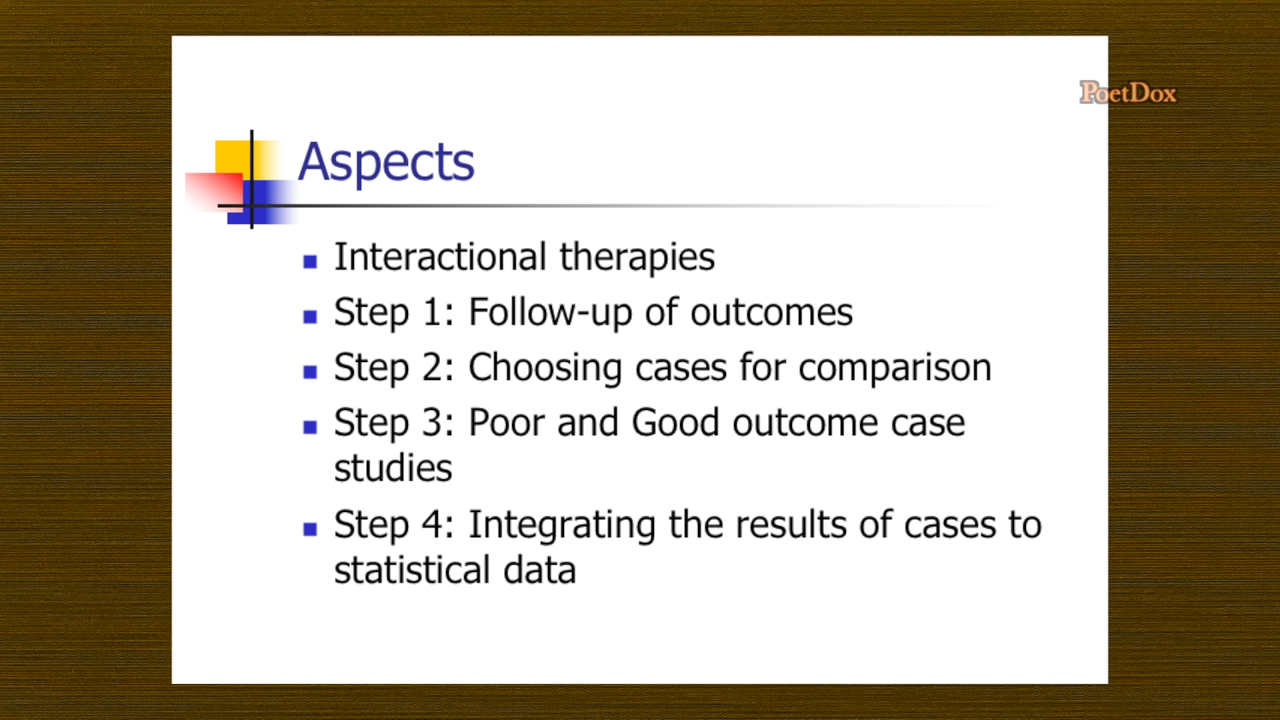 PoetDox
Aspects
Interactional therapies
Step 1: Follow-up of outcomes
Step 2: Choosing cases for comparison
Step 3: Poor and Good outcome case
studies
Step 4: Integrating the results of cases to
statistical data